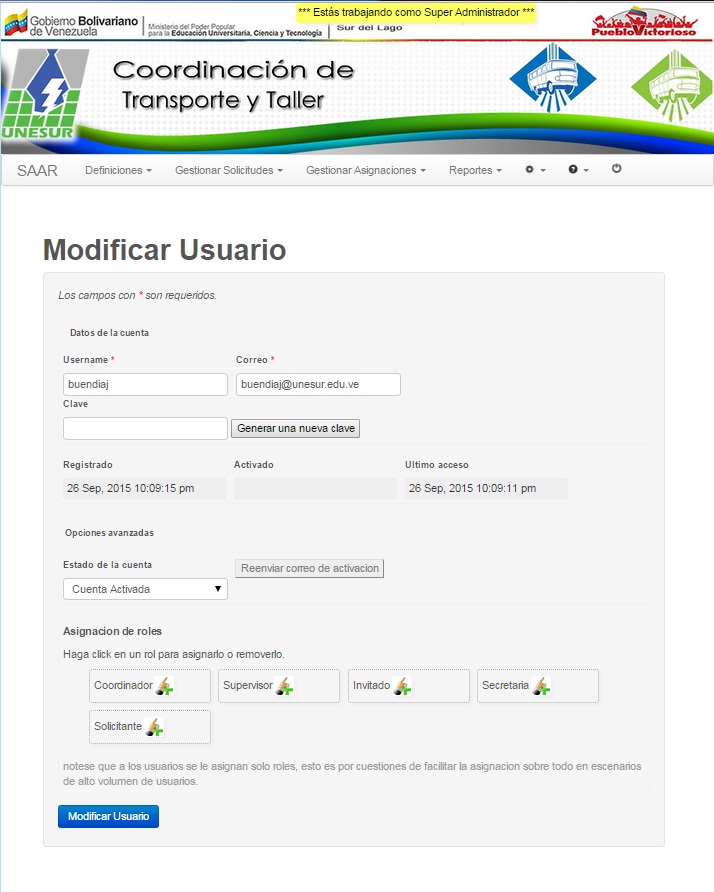 *** Estás trabajando como Super Administrador ***
Gobierno Bolivariano
de Venezuela
Ministerio del Poder Popular
para la Educación Universitaria, Ciencia y Tecnología
Sur del Lago
PuebloVictorioso
Coordinación de
Transporte y Taller
UNESUR
SAAR Definiciones Gestionar Solicitudes Gestionar Asignaciones Reportes
Modificar Usuario
Los campos con * son requeridos.
Datos de la cuenta
Username * Correo *
buendiaj buendiaj@unesur.edu.ve
Clave
Generar una nueva clave
Registrado Activado Ultimo acceso
26 Sep, 2015 10:09:15 pm 26 Sep, 2015 10:09:11 pm
Opciones avanzadas
Estado de la cuenta Reenviar correo de activacion
Cuenta Activada
Asignacion de roles
Haga click en un rol para asignarlo o removerlo.
Coordinador Supervisor Invitado Secretaria
Solicitante
notese que a los usuarios se le asignan solo roles, esto es por cuestiones de facilitar la asignacion sobre todo en escenarios
de alto volumen de usuarios.
Modificar Usuario